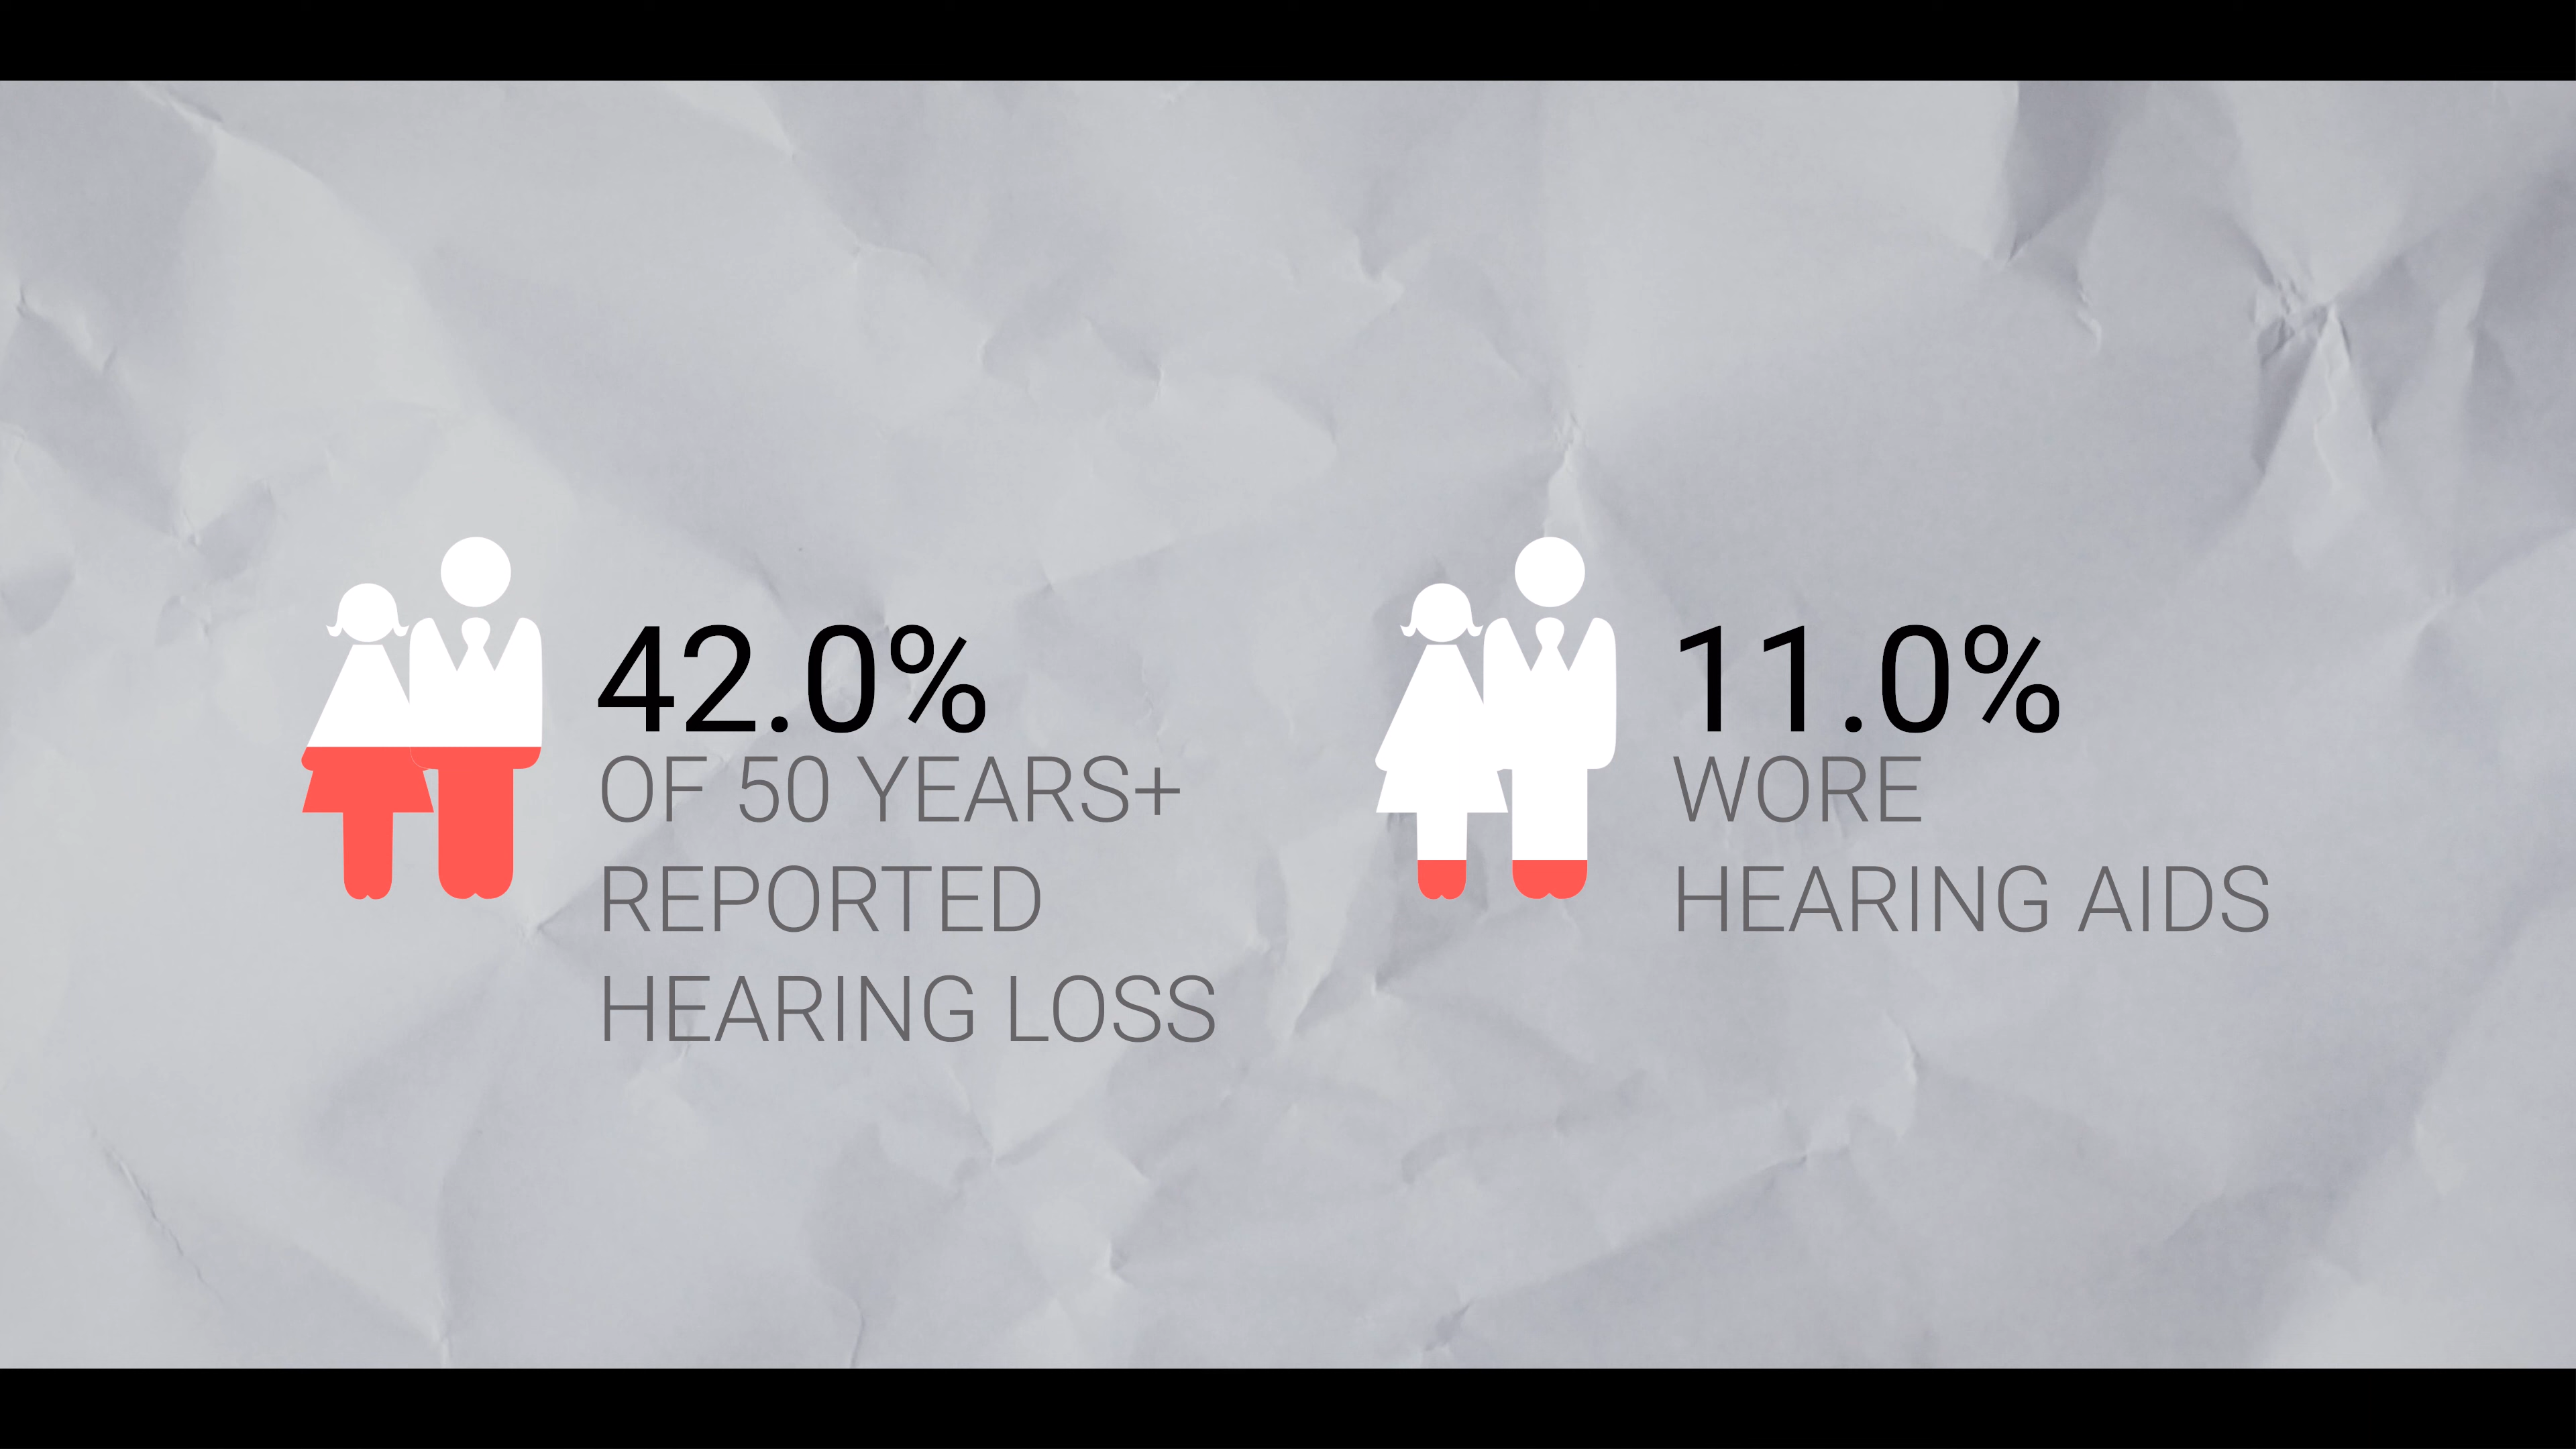 42.0%
OF 50 YEARS+
REPORTED
HEARING LOSS
11.0%
WORE
HEARING AIDS